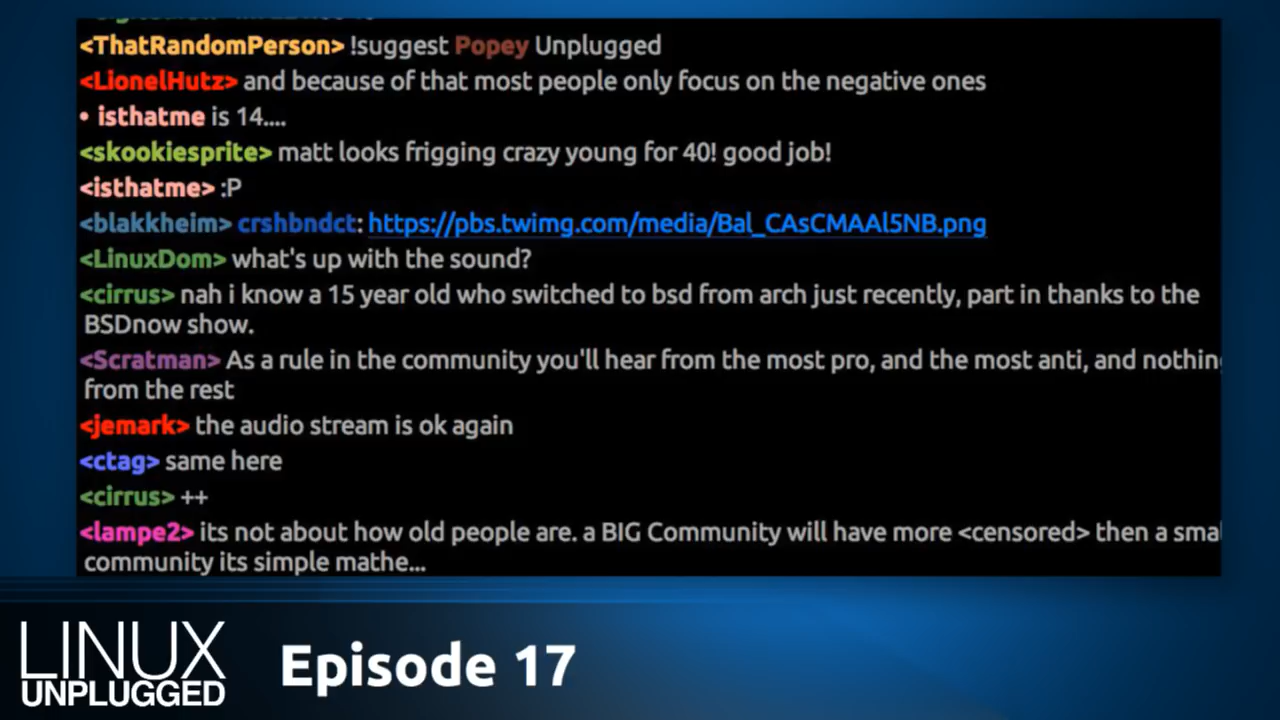 <ThatRandomPerson> !suggest Popey Unplugged
<LionelHutz> and because of that most people only focus on the negative ones
• isthatme is 14....
<skookiesprite> matt looks frigging crazy young for 40! good job!
<isthatme> :P
<blakkheim> crshbndct: https://pbs.twimg.com/media/Bal_CAsCMAAl5NB.png
<LinuxDom> what's up with the sound?
<cirrus> nah i know a 15 year old who switched to bsd from arch just recently, part in thanks to the
BSDnow show.
<Scratman> As a rule in the community you'll hear from the most pro, and the most anti, and nothin
from the rest
<jemark> the audio stream is ok again
<ctag> same here
<cirrus> ++
<lampe2> its not about how old people are. a BIG Community will have more <censored> then a sma
community its simple mathe...
LINUX
UNPLUGGED
Episode 17